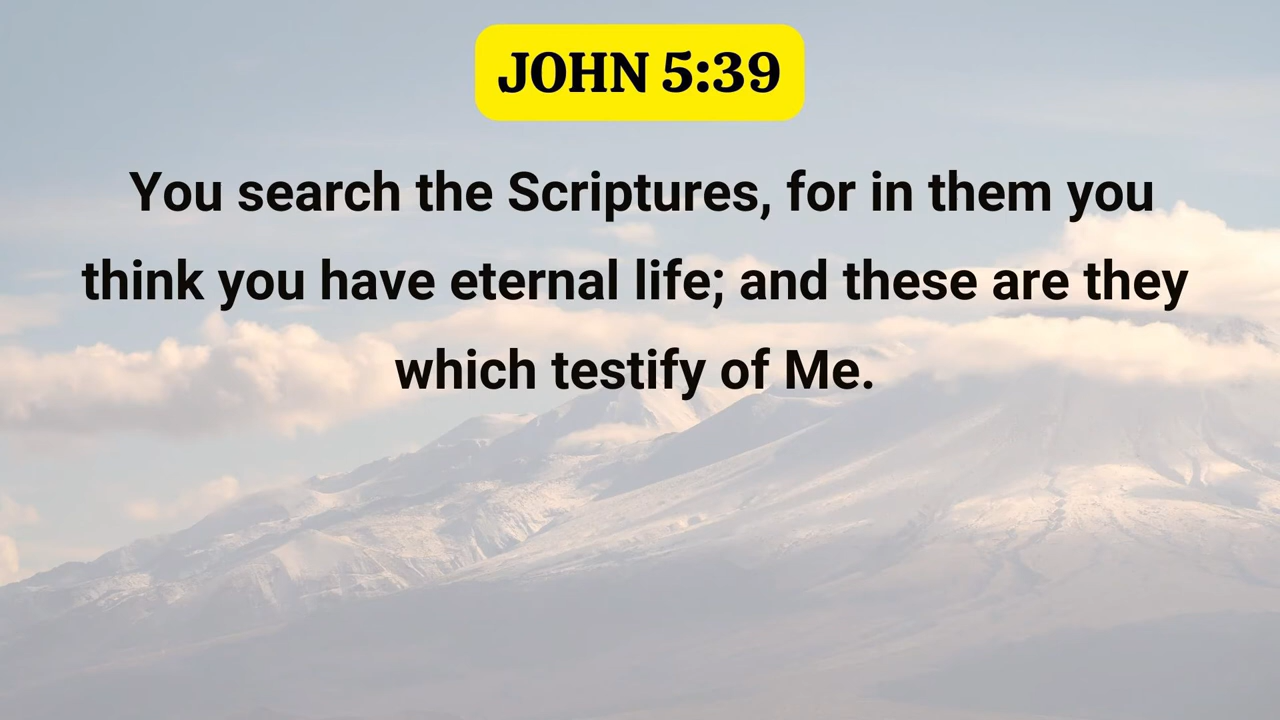 JOHN 5:39
You search the Scriptures, for in them you
think you have eternal life; and these are they
which testify of Me.